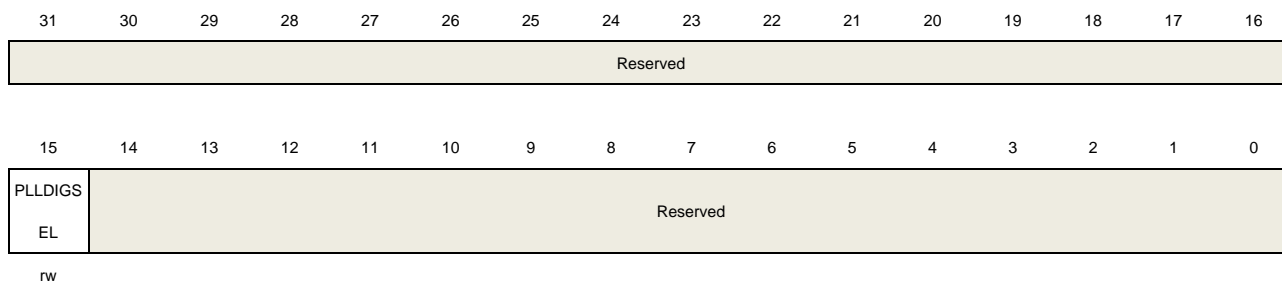 31 30 29 28 27 26 25 24 23 22 21 20 19 18 17 16
Reserved
15 14 13 12 11 10 9 8 7 6 5 4 3 2 1 0
PLLDIGS
EL
Reserved
rw